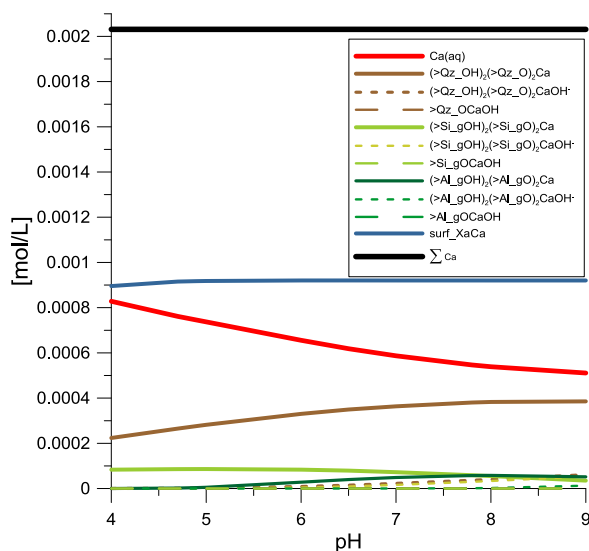 0.002
0.0018
0.0016
0.0014
0.0012
0.001
0.0008
0.0006
0.0004
0.0002
0
[mol/L]
Ca(aq)
(>Qz_OH)₂(>Qz_O)₂Ca
(>Qz_OH)₂(>Qz_O)₂CaOH⁻
>Qz_OCaOH
(>Si_gOH)₂(>Si_gO)₂Ca
(>Si_gOH)₂(>Si_gO)₂CaOH⁻
>Si_gOCaOH
(>Al_gOH)₂(>Al_gO)₂Ca
(>Al_gOH)₂(>Al_gO)₂CaOH⁻
>Al_gOCaOH
surf_XaCa
∑ Ca
4 5 6 7 8 9
pH